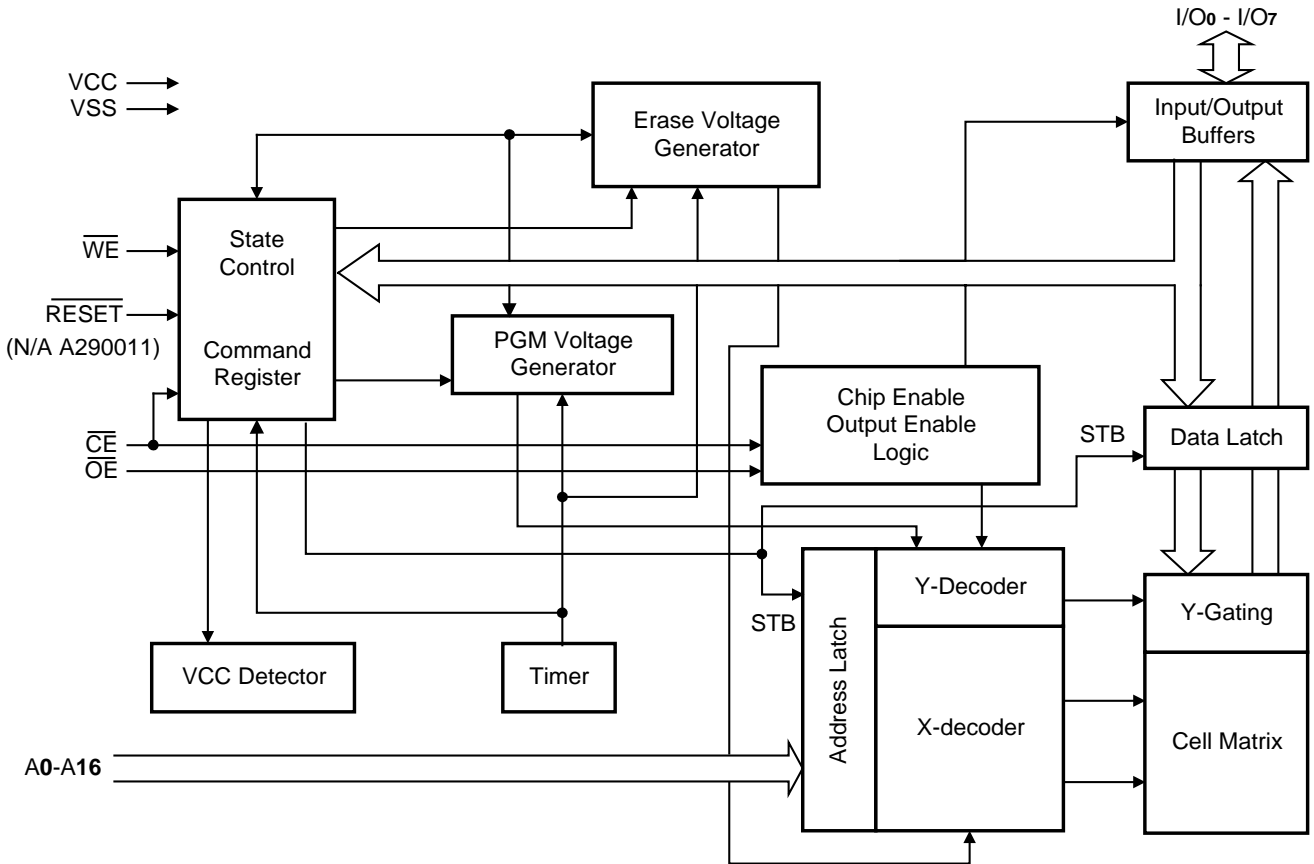 I/O0 - I/O7
VCC
VSS
Erase Voltage
Generator
Input/Output
Buffers
WE
State
Control
RESET
(N/A A290011)
Command
Register
PGM Voltage
Generator
Chip Enable
Output Enable
Logic
CE
OE
STB
Data Latch
Y-Decoder
STB
Y-Gating
VCC Detector
Timer
Address Latch
X-decoder
Cell Matrix
A0-A16